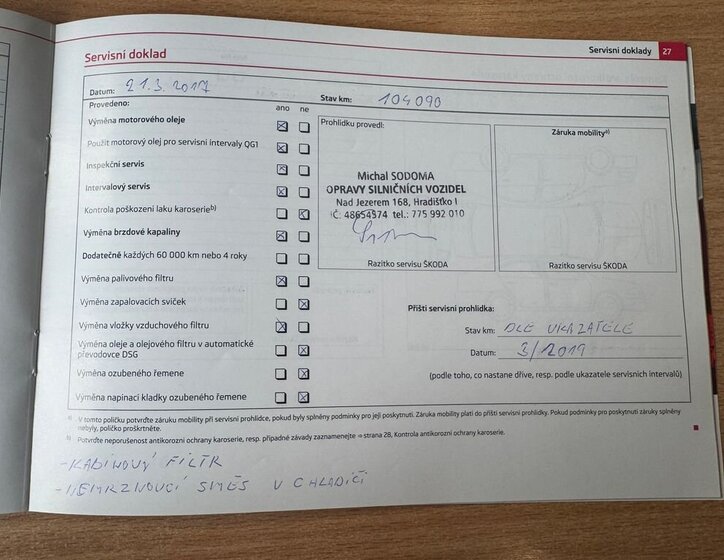 Servisní doklady 27
Servisní doklad
Datum: 21.3.2017 Stav km: 104090
Provedeno: ano ne
Výměna motorového oleje
Použit motorový olej pro servisní intervaly QG1
Inspekční servis
Intervalový servis
Kontrola poškození laku karoserie b)
Výměna brzdové kapaliny
Dodatečně každých 60 000 km nebo 4 roky
Výměna palivového filtru
Výměna zapalovacích svíček
Výměna vložky vzduchového filtru
Výměna oleje a olejového filtru v automatické
převodovce DSG
Výměna ozubeného řemene
Výměna napínací kladky ozubeného řemene
Prohlídku provedl:
Michal SODOMA
OPRAVY SILNIČNÍCH VOZIDEL
Nad Jezerem 168, Hradišťko I
IČ: 48654574 tel.: 775 992 010
Razítko servisu ŠKODA
Záruka mobility a)
Razítko servisu ŠKODA
Příští servisní prohlídka:
Stav km: DLE UKAZATELE
Datum: 3/2019
(podle toho, co nastane dříve, resp. podle ukazatele servisních intervalů)
a) V tomto políčku potvrďte záruku mobility při servisní prohlídce, pokud byly splněny podmínky pro její poskytnutí. Záruka mobility platí do příští servisní prohlídky. Pokud podmínky pro poskytnutí záruky splněny
nebyly, políčko proškrtněte.
b) Potvrďte neporušenost antikorozní ochrany karoserie, resp. případné závady zaznamenejte ⇒ strana 28, Kontrola antikorozní ochrany karoserie.
- KABINOVÝ FILTR
- NEMRZNOUCÍ SMĚS V CHLADIČI